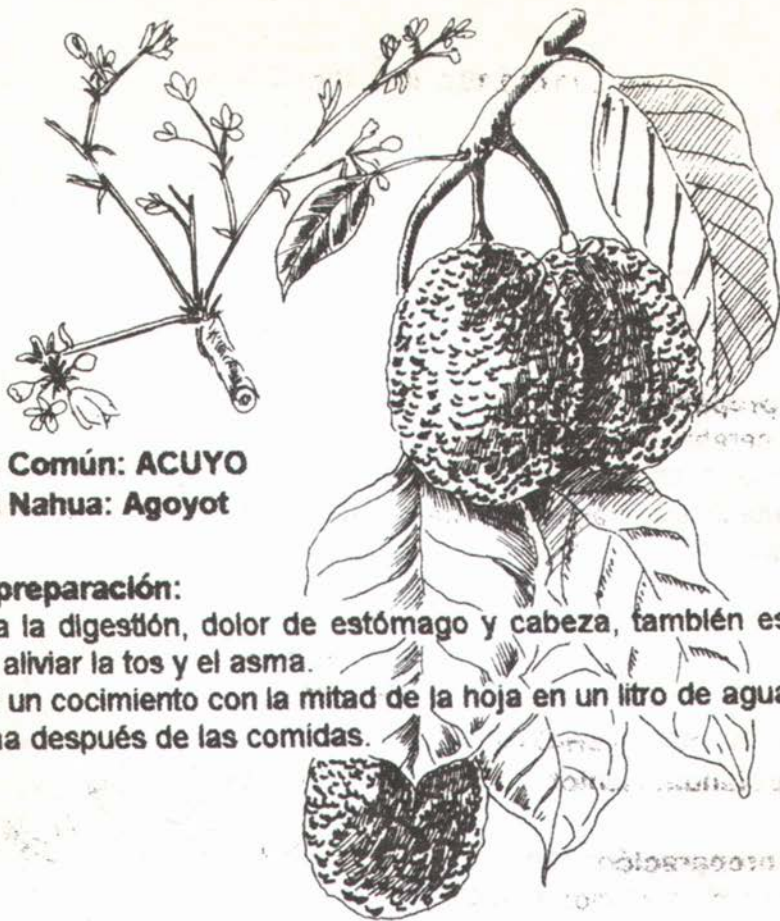 Común: ACUYO
Nahua: Agoyot
preparación:
a la digestión, dolor de estómago y cabeza, también es
aliviar la tos y el asma.
un cocimiento con la mitad de la hoja en un litro de agua
después de las comidas.